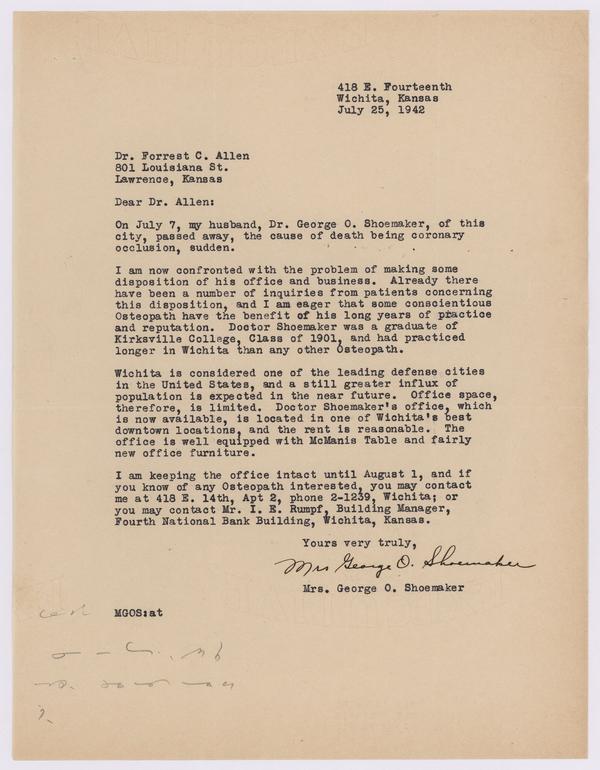 418 E. Fourteenth
Wichita, Kansas
July 25, 1942
Dr. Forrest C. Allen
801 Louisiana St.
Lawrence, Kansas
Dear Dr. Allen:
On July 7, my husband, Dr. George O. Shoemaker, of this
city, passed away, the cause of death being coronary
occlusion, sudden.
I am now confronted with the problem of making some
disposition of his office and business. Already there
have been a number of inquiries from patients concerning
this disposition, and I am eager that some conscientious
Osteopath have the benefit of his long years of practice
and reputation. Doctor Shoemaker was a graduate of
Kirksville College, Class of 1901, and had practiced
longer in Wichita than any other Osteopath.
Wichita is considered one of the leading defense cities
in the United States, and a still greater influx of
population is expected in the near future. Office space,
therefore, is limited. Doctor Shoemaker's office, which
is now available, is located in one of Wichita's best
downtown locations, and the rent is reasonable. The
office is well equipped with McManis Table and fairly
new office furniture.
I am keeping the office intact until August 1, and if
you know of any Osteopath interested, you may contact
me at 418 E. 14th, Apt 2, phone 2-1239, Wichita; or
you may contact Mr. I. E. Rumpf, Building Manager,
Fourth National Bank Building, Wichita, Kansas.
Yours very truly,
Mrs George O. Shoemaker
Mrs. George O. Shoemaker
MGOS:at